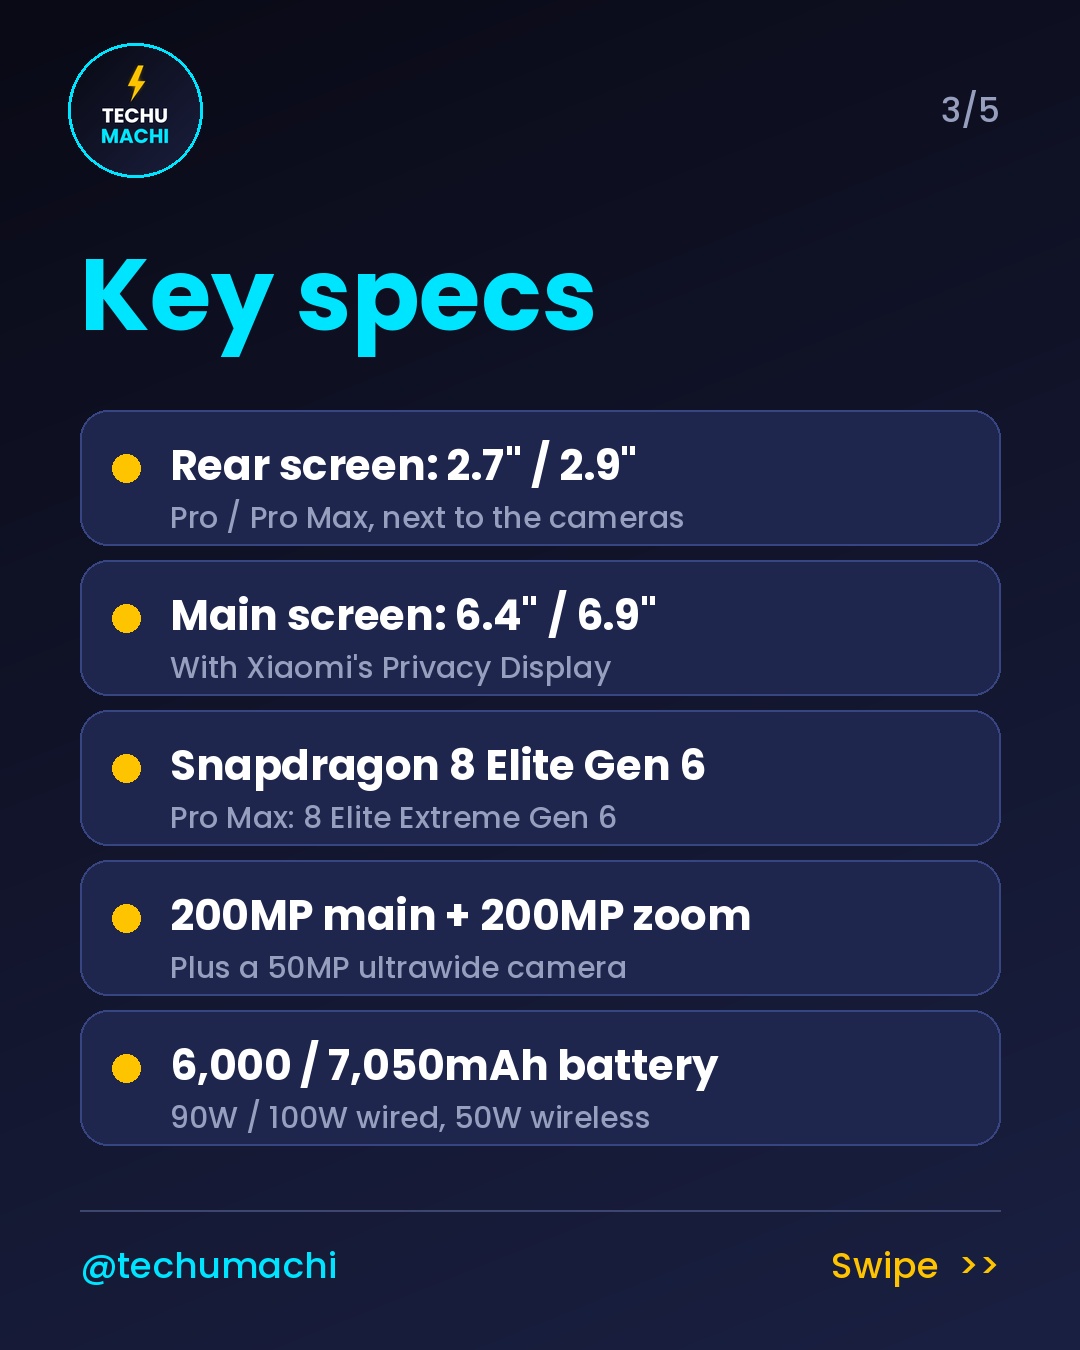 TECHU
MACHI
3/5
Key specs
Rear screen: 2.7" / 2.9"
Pro / Pro Max, next to the cameras
Main screen: 6.4" / 6.9"
With Xiaomi's Privacy Display
Snapdragon 8 Elite Gen 6
Pro Max: 8 Elite Extreme Gen 6
200MP main + 200MP zoom
Plus a 50MP ultrawide camera
6,000 / 7,050mAh battery
90W / 100W wired, 50W wireless
@techumachi
Swipe >>